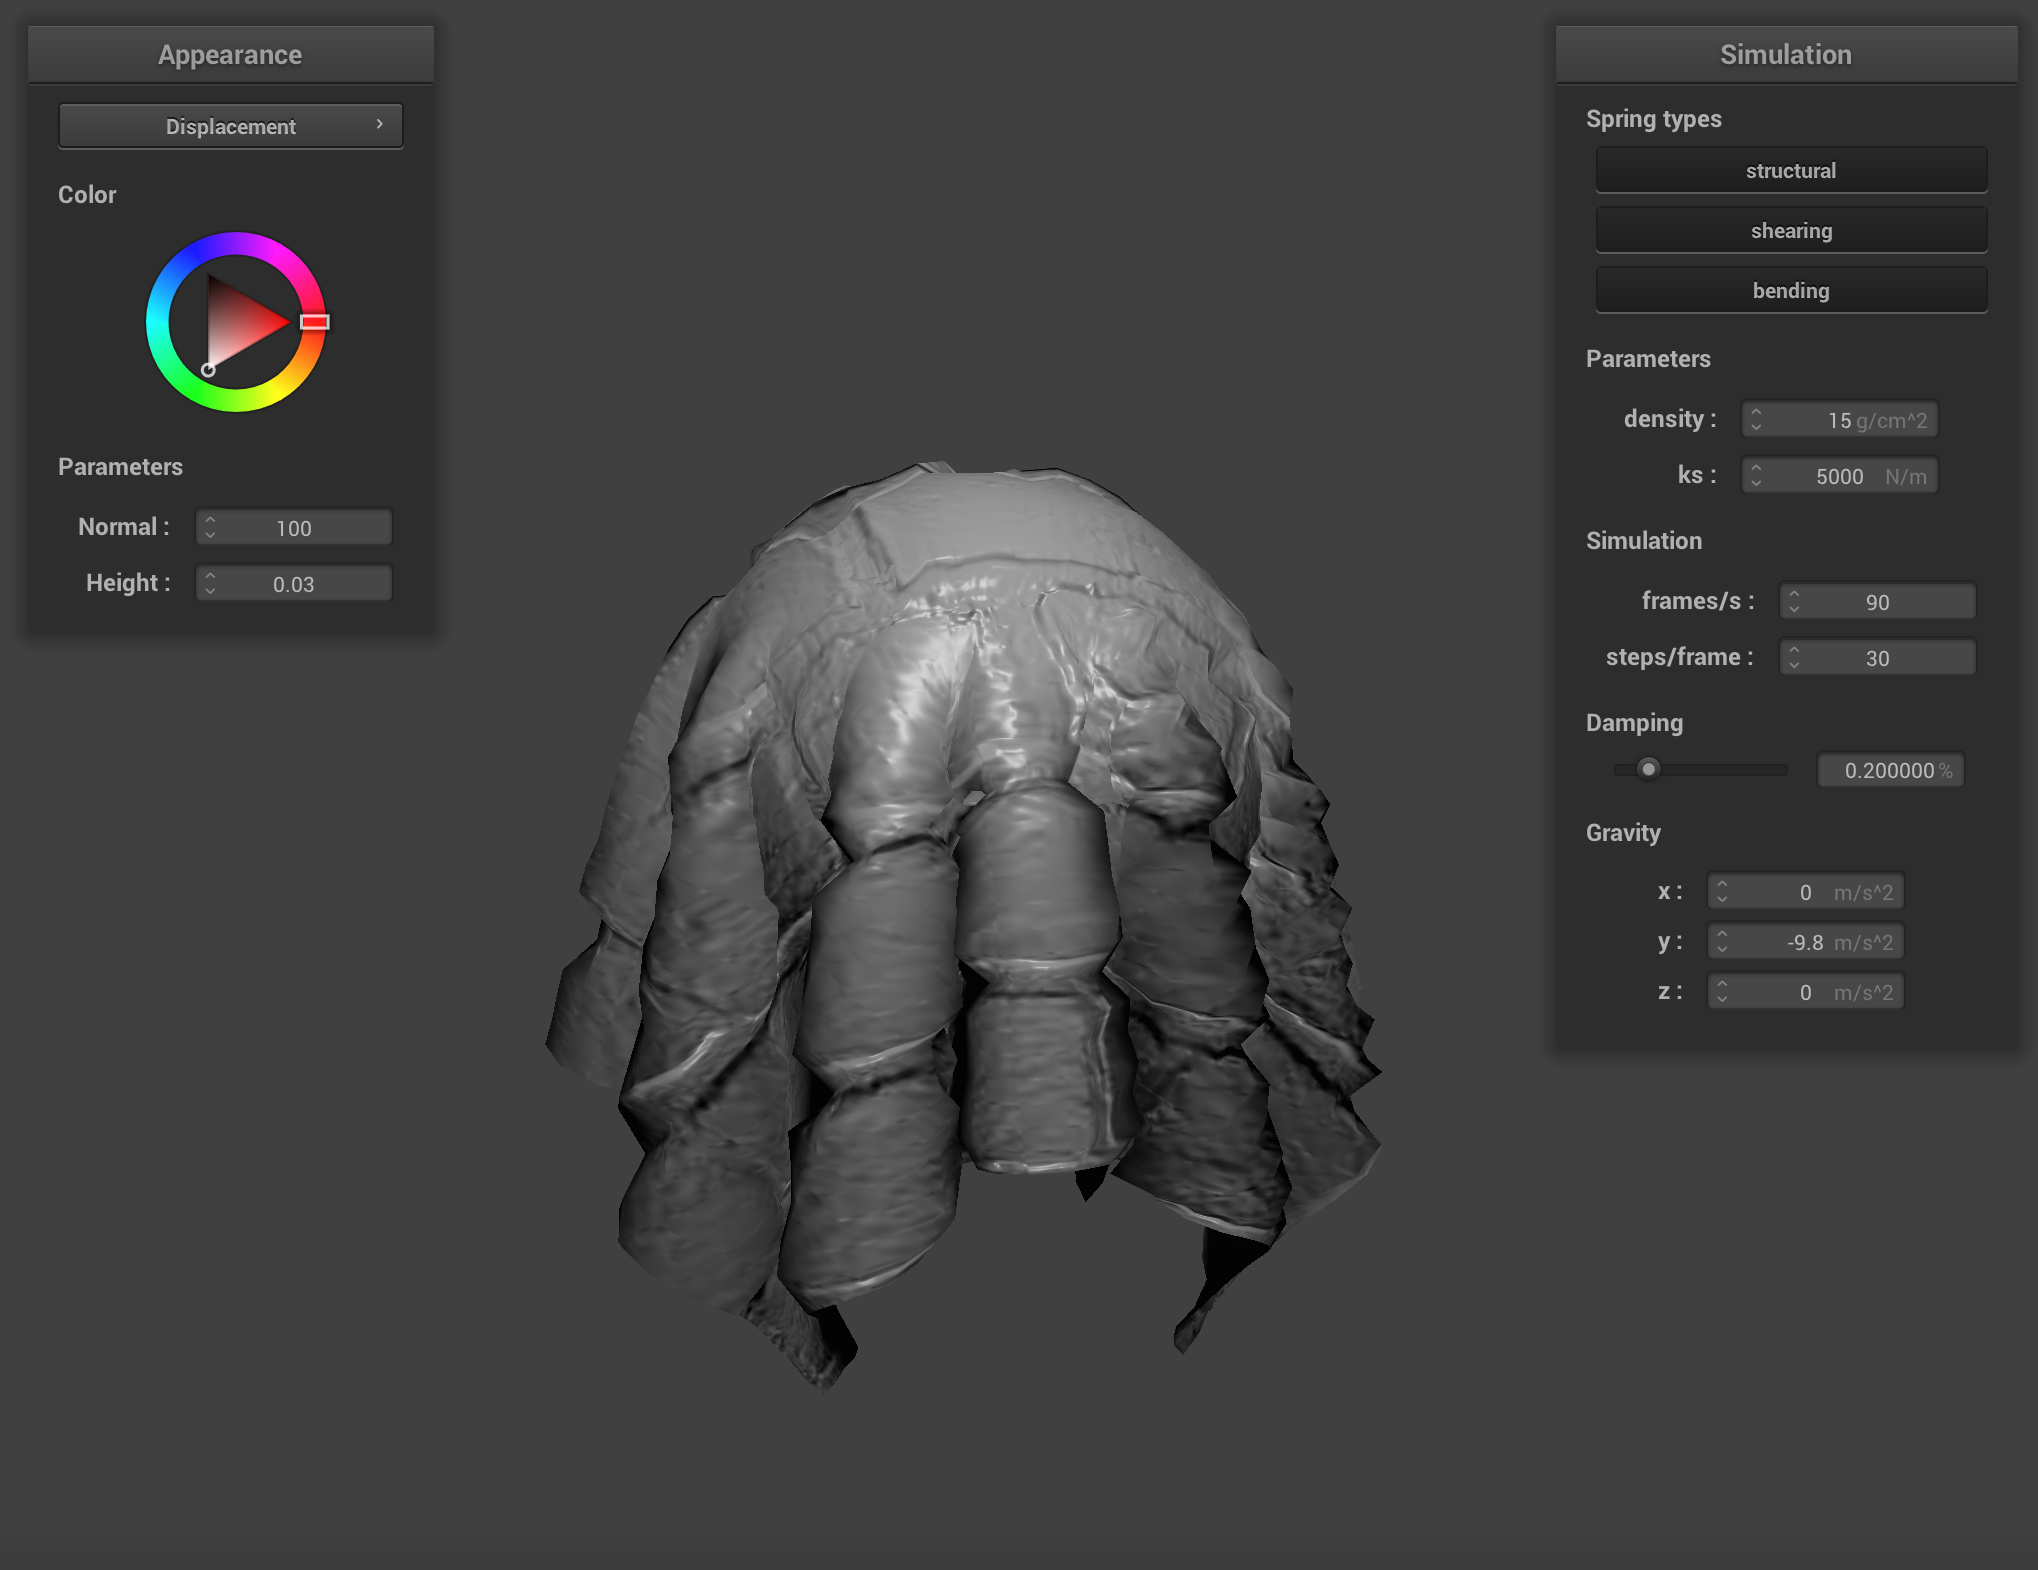 Appearance
Displacement
Color
Parameters
Normal : 100
Height : 0.03
Simulation
Spring types
structural
shearing
bending
Parameters
density : 15 g/cm^2
ks : 5000 N/m
Simulation
frames/s : 90
steps/frame : 30
Damping
0.200000 %
Gravity
x : 0 m/s^2
y : -9.8 m/s^2
z : 0 m/s^2